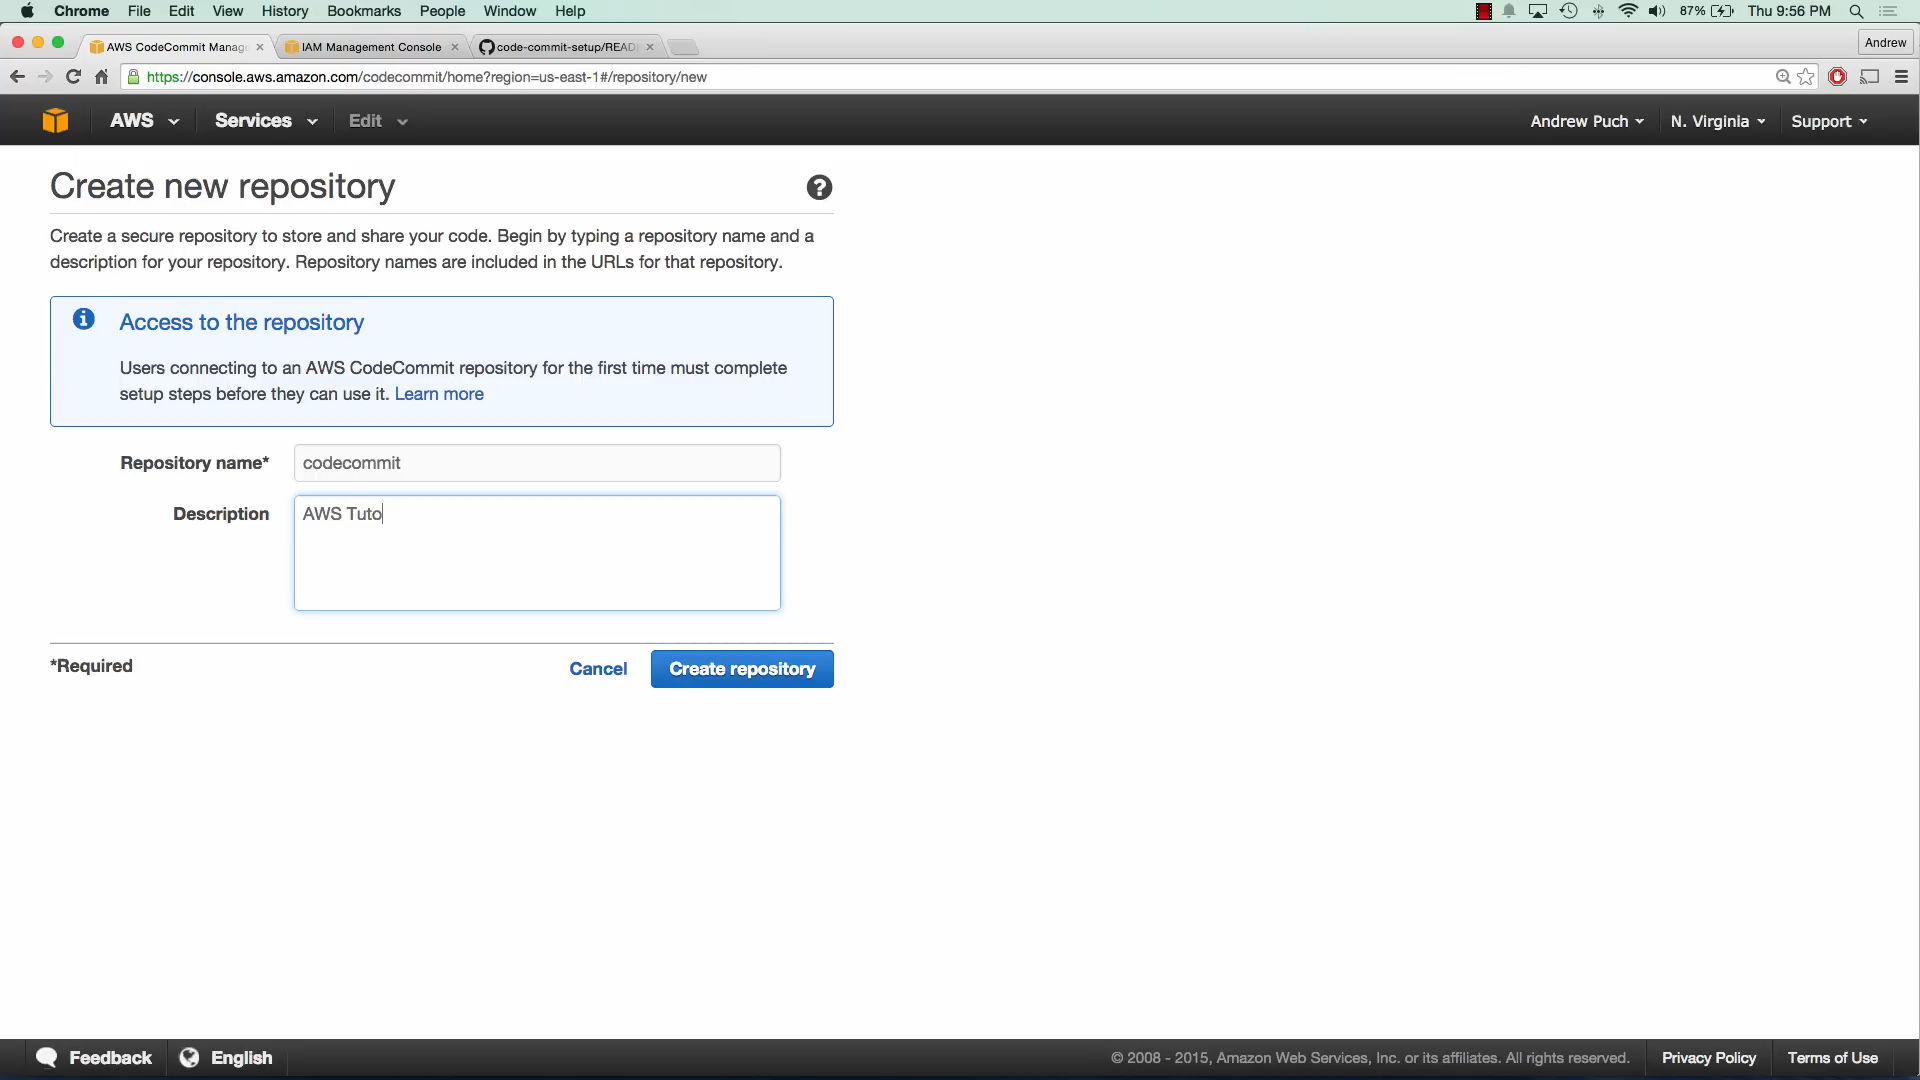 Chrome File Edit View History Bookmarks People Window Help 87% Thu 9:56 PM
AWS CodeCommit Manage IAM Management Console code-commit-setup/READ Andrew
https://console.aws.amazon.com/codecommit/home?region=us-east-1#/repository/new
AWS Services Edit Andrew Puch N. Virginia Support
Create new repository
Create a secure repository to store and share your code. Begin by typing a repository name and a
description for your repository. Repository names are included in the URLs for that repository.
Access to the repository
Users connecting to an AWS CodeCommit repository for the first time must complete
setup steps before they can use it. Learn more
Repository name* codecommit
Description AWS Tuto
*Required Cancel Create repository
Feedback English © 2008 - 2015, Amazon Web Services, Inc. or its affiliates. All rights reserved. Privacy Policy Terms of Use